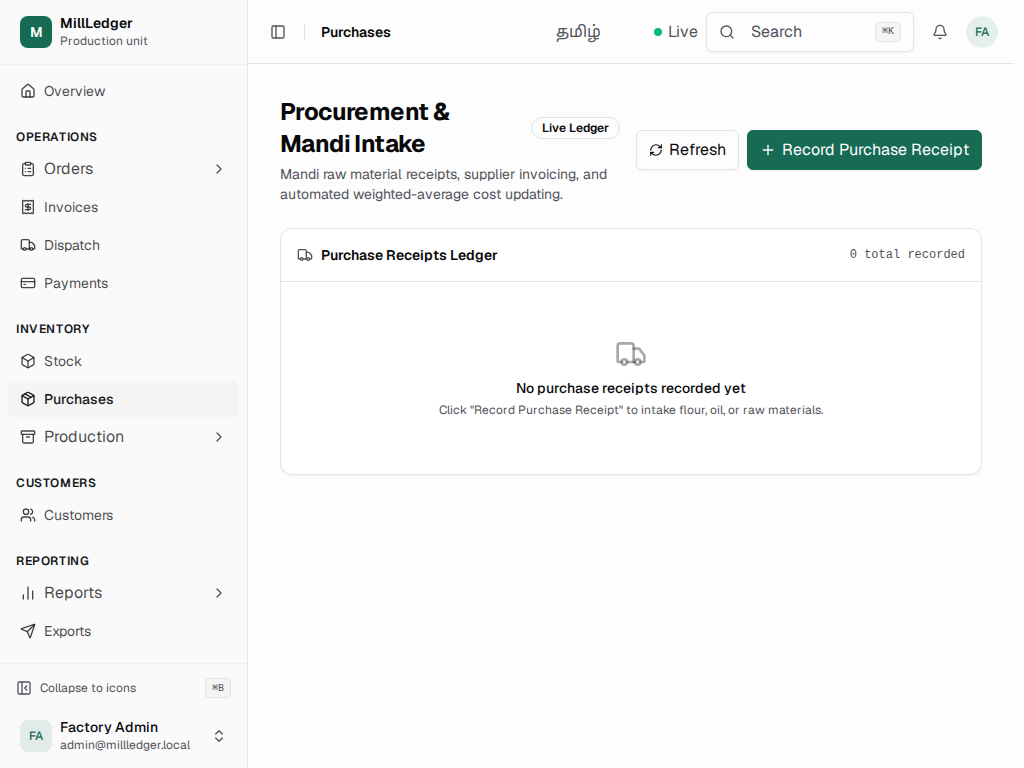 M
MillLedger
Production unit
Overview
OPERATIONS
Orders
Invoices
Dispatch
Payments
INVENTORY
Stock
Purchases
Production
CUSTOMERS
Customers
REPORTING
Reports
Exports
Collapse to icons
⌘B
FA
Factory Admin
admin@millledger.local
Purchases
தமிழ்
Live
Search
⌘K
FA
Procurement &
Mandi Intake
Live Ledger
Mandi raw material receipts, supplier invoicing, and
automated weighted-average cost updating.
Refresh
Record Purchase Receipt
Purchase Receipts Ledger
0 total recorded
No purchase receipts recorded yet
Click "Record Purchase Receipt" to intake flour, oil, or raw materials.